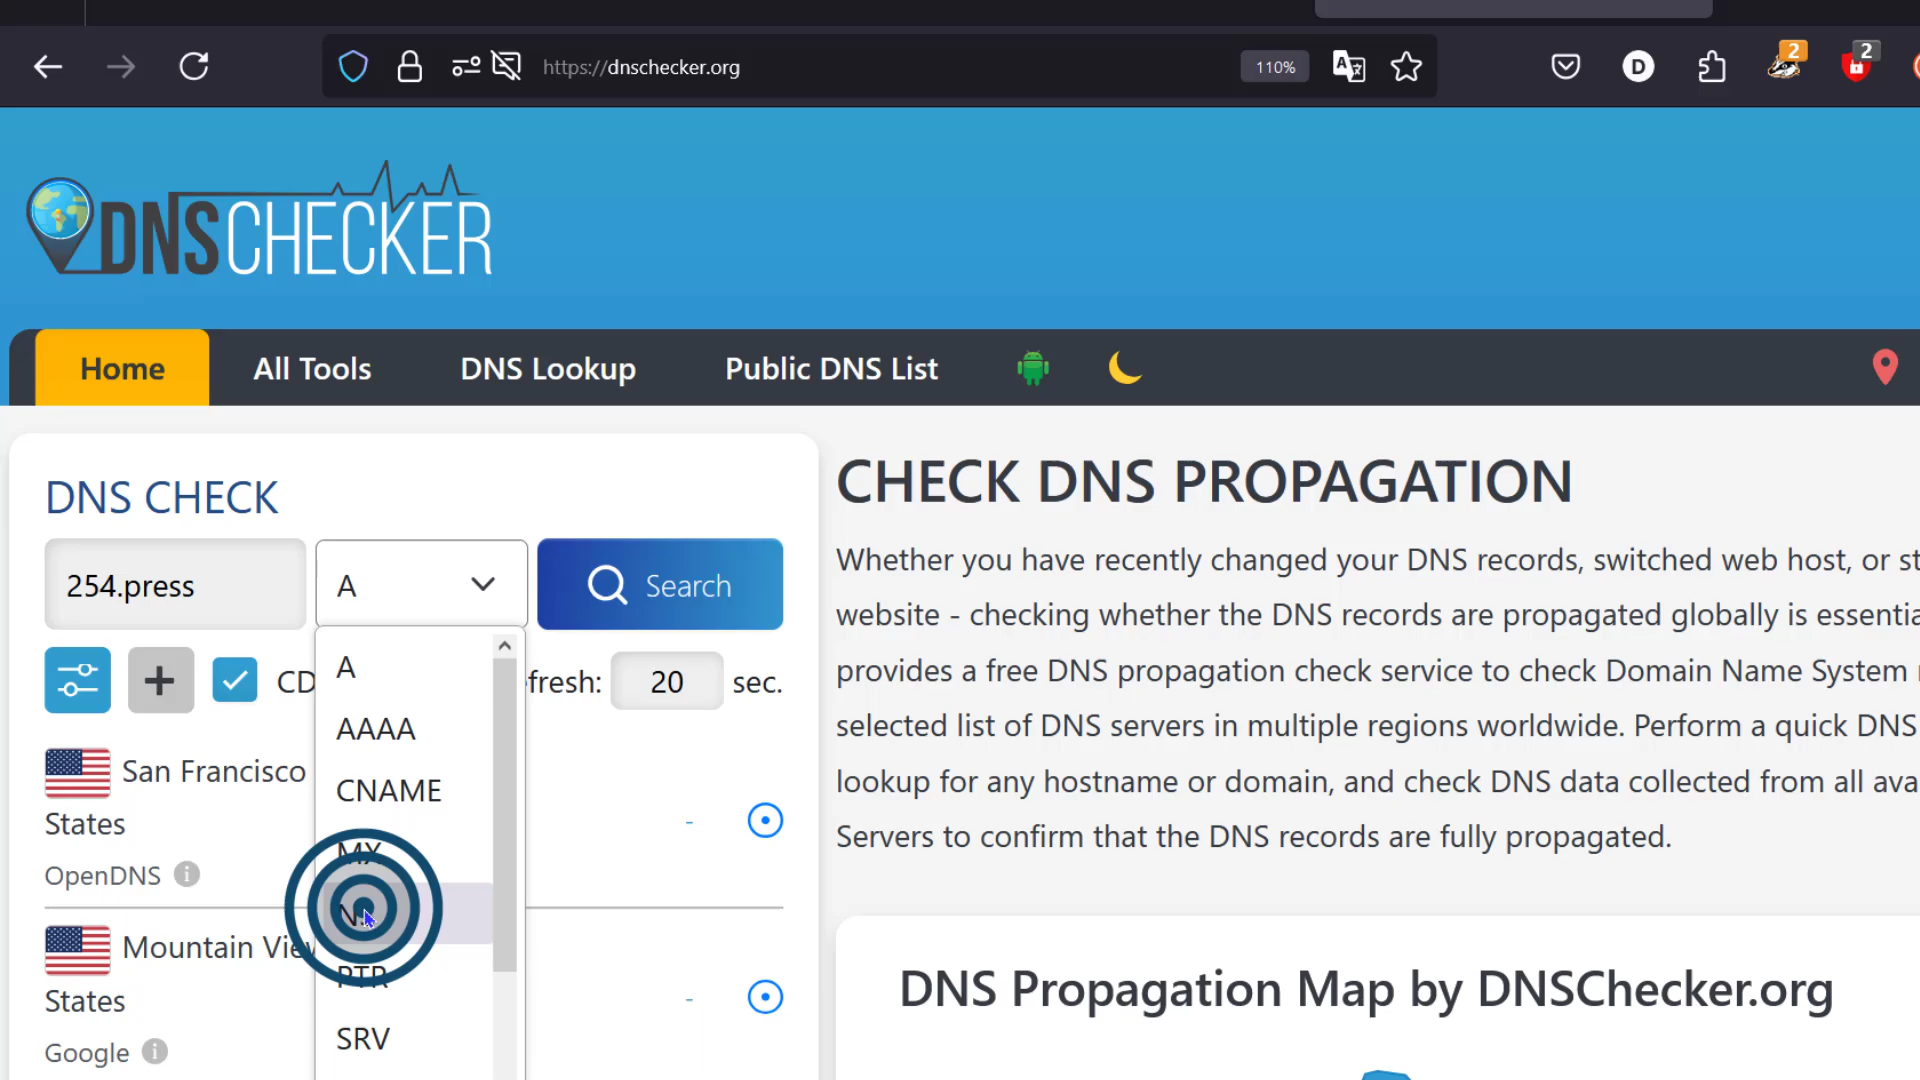 https://dnschecker.org
110%
D
2
2
DNSCHECKER
Home
All Tools
DNS Lookup
Public DNS List
DNS CHECK
254.press
A
Search
CD
fresh:
20
sec.
A
AAAA
CNAME
MX
PTR
SRV
San Francisco
States
OpenDNS
Mountain View
States
Google
CHECK DNS PROPAGATION
Whether you have recently changed your DNS records, switched web host, or st
website - checking whether the DNS records are propagated globally is essentia
provides a free DNS propagation check service to check Domain Name System
selected list of DNS servers in multiple regions worldwide. Perform a quick DNS
lookup for any hostname or domain, and check DNS data collected from all ava
Servers to confirm that the DNS records are fully propagated.
DNS Propagation Map by DNSChecker.org